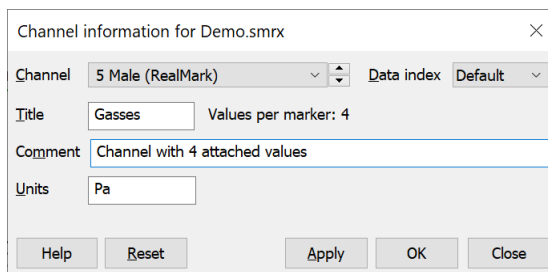 Channel information for Demo.smrx
Channel 5 Male (RealMark) Data index Default
Title Gasses Values per marker: 4
Comment Channel with 4 attached values
Units Pa
Help Reset Apply OK Close